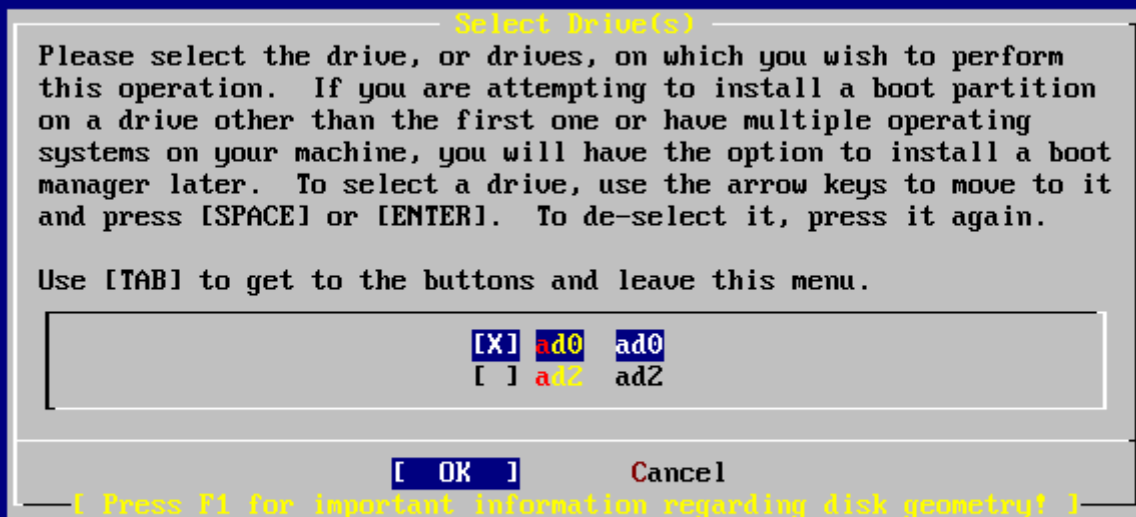 Select Drive(s)
Please select the drive, or drives, on which you wish to perform
this operation.  If you are attempting to install a boot partition
on a drive other than the first one or have multiple operating
systems on your machine, you will have the option to install a boot
manager later.  To select a drive, use the arrow keys to move to it
and press [SPACE] or [ENTER].  To de-select it, press it again.
Use [TAB] to get to the buttons and leave this menu.
[X] ad0  ad0
[ ] ad2  ad2
[  OK  ]  Cancel
[ Press F1 for important information regarding disk geometry! ]